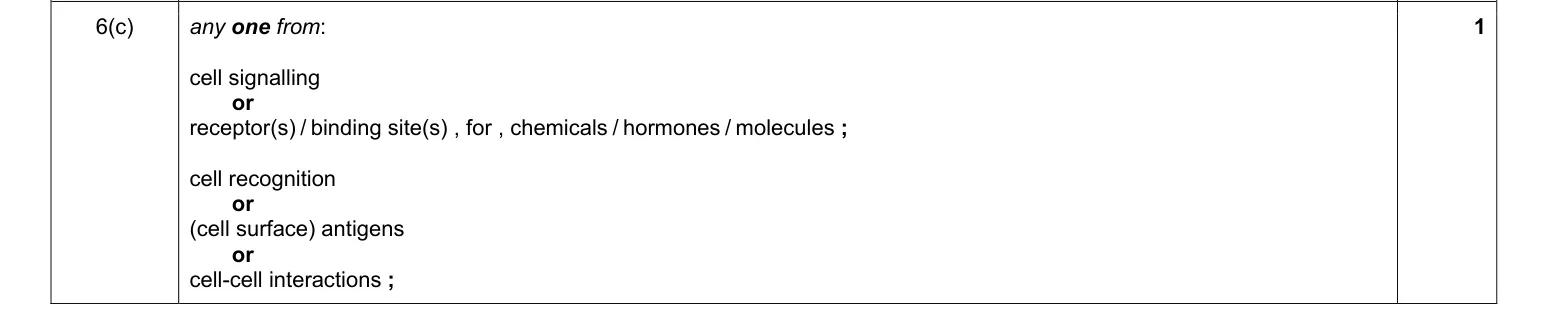 6(c) any one from: 1
cell signalling
or
receptor(s) / binding site(s) , for , chemicals / hormones / molecules ;
cell recognition
or
(cell surface) antigens
or
cell-cell interactions ;